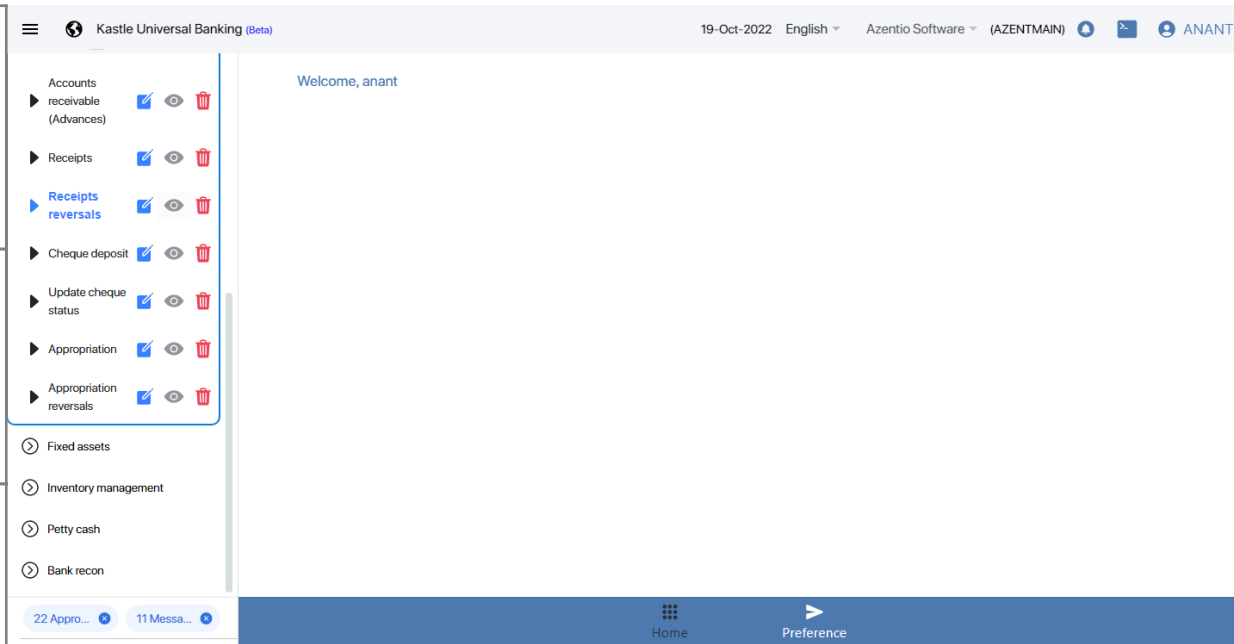 Kastle Universal Banking (Beta)
19-Oct-2022 English Azentio Software (AZENTMAIN) ANANT
Welcome, anant
Accounts
receivable
(Advances)
Receipts
Receipts
reversals
Cheque deposit
Update cheque
status
Appropriation
Appropriation
reversals
Fixed assets
Inventory management
Petty cash
Bank recon
22 Appro... 11 Messa...
Home Preference